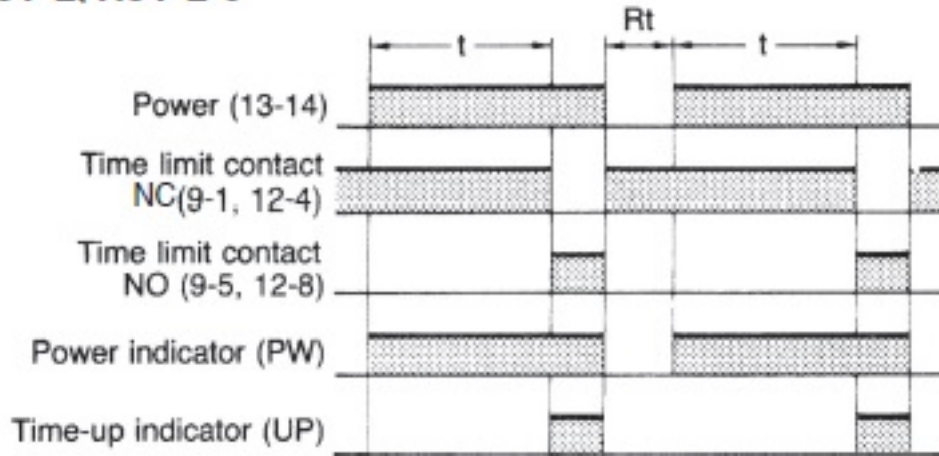 Rt
t
t
Power (13-14)
Time limit contact
NC(9-1, 12-4)
Time limit contact
NO (9-5, 12-8)
Power indicator (PW)
Time-up indicator (UP)